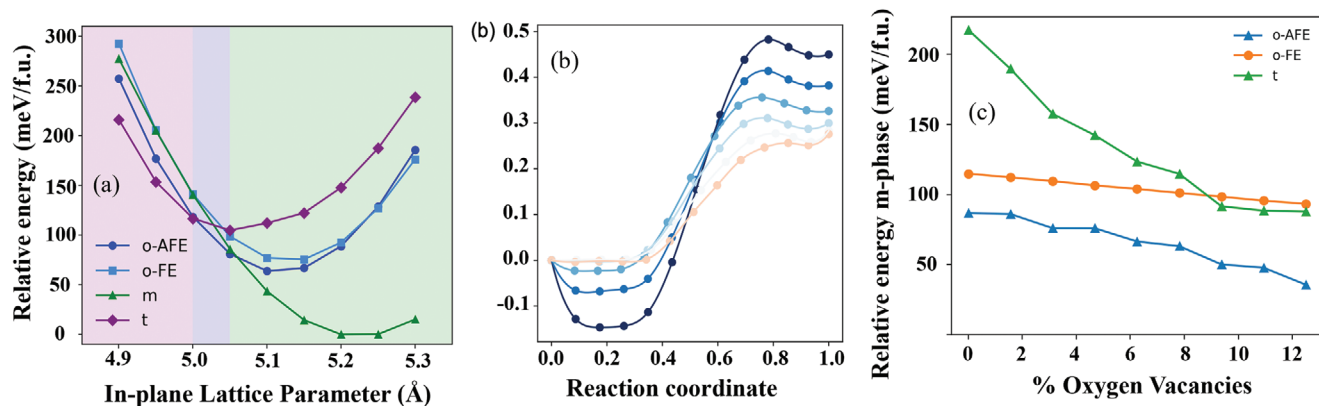 Relative energy (meV/f.u.)
300
250
200
150
100
50
0
(a)
o-AFE
o-FE
m
t
4.9 5.0 5.1 5.2 5.3
In-plane Lattice Parameter (Å)
(b)
0.5
0.4
0.3
0.2
0.1
0.0
-0.1
(b)
0.0 0.2 0.4 0.6 0.8 1.0
Reaction coordinate
Relative energy m-phase (meV/f.u.)
200
150
100
50
(c)
o-AFE
o-FE
t
0 2 4 6 8 10 12
% Oxygen Vacancies